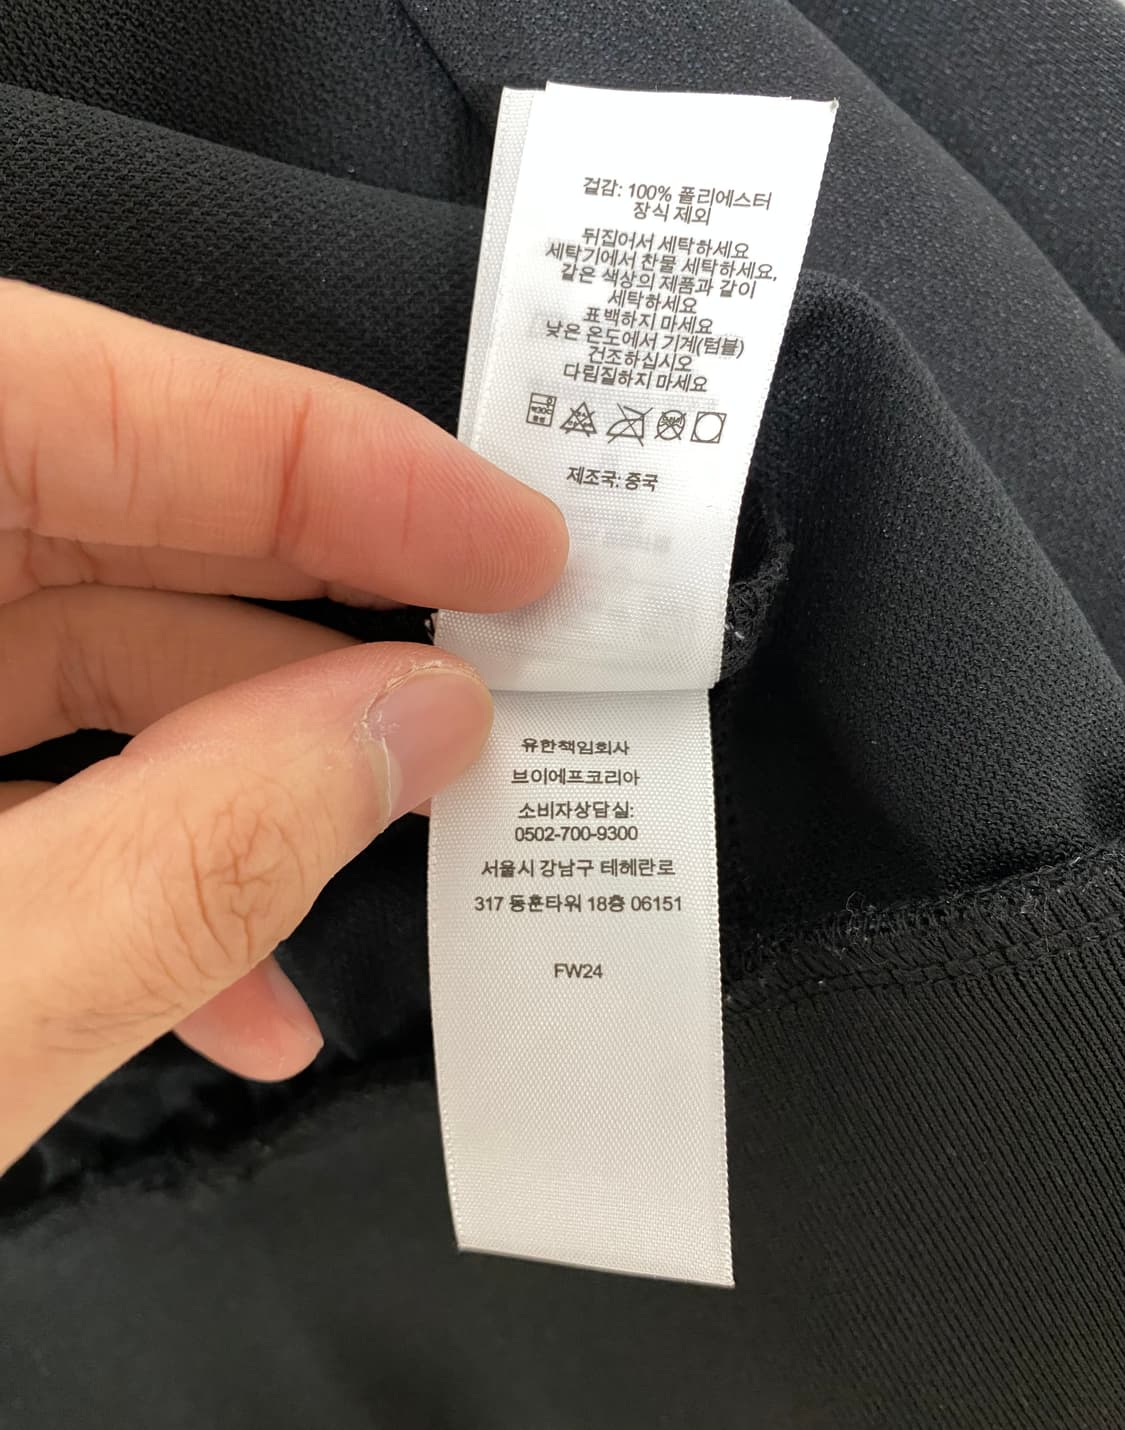 걸감: 100% 폴리에스터
장식 제외
뒤집어서 세탁하세요
세탁기에서 찬물 세탁하세요,
같은 색상의 제품과 같이
세탁하세요
표백하지 마세요
낮은 온도에서 기계(텀블)
건조하십시오
다림질하지 마세요
제조국: 중국
유한책임회사
브이에프코리아
소비자상담실:
0502-700-9300
서울시 강남구 테헤란로
317 동훈타워 18층 06151
FW24